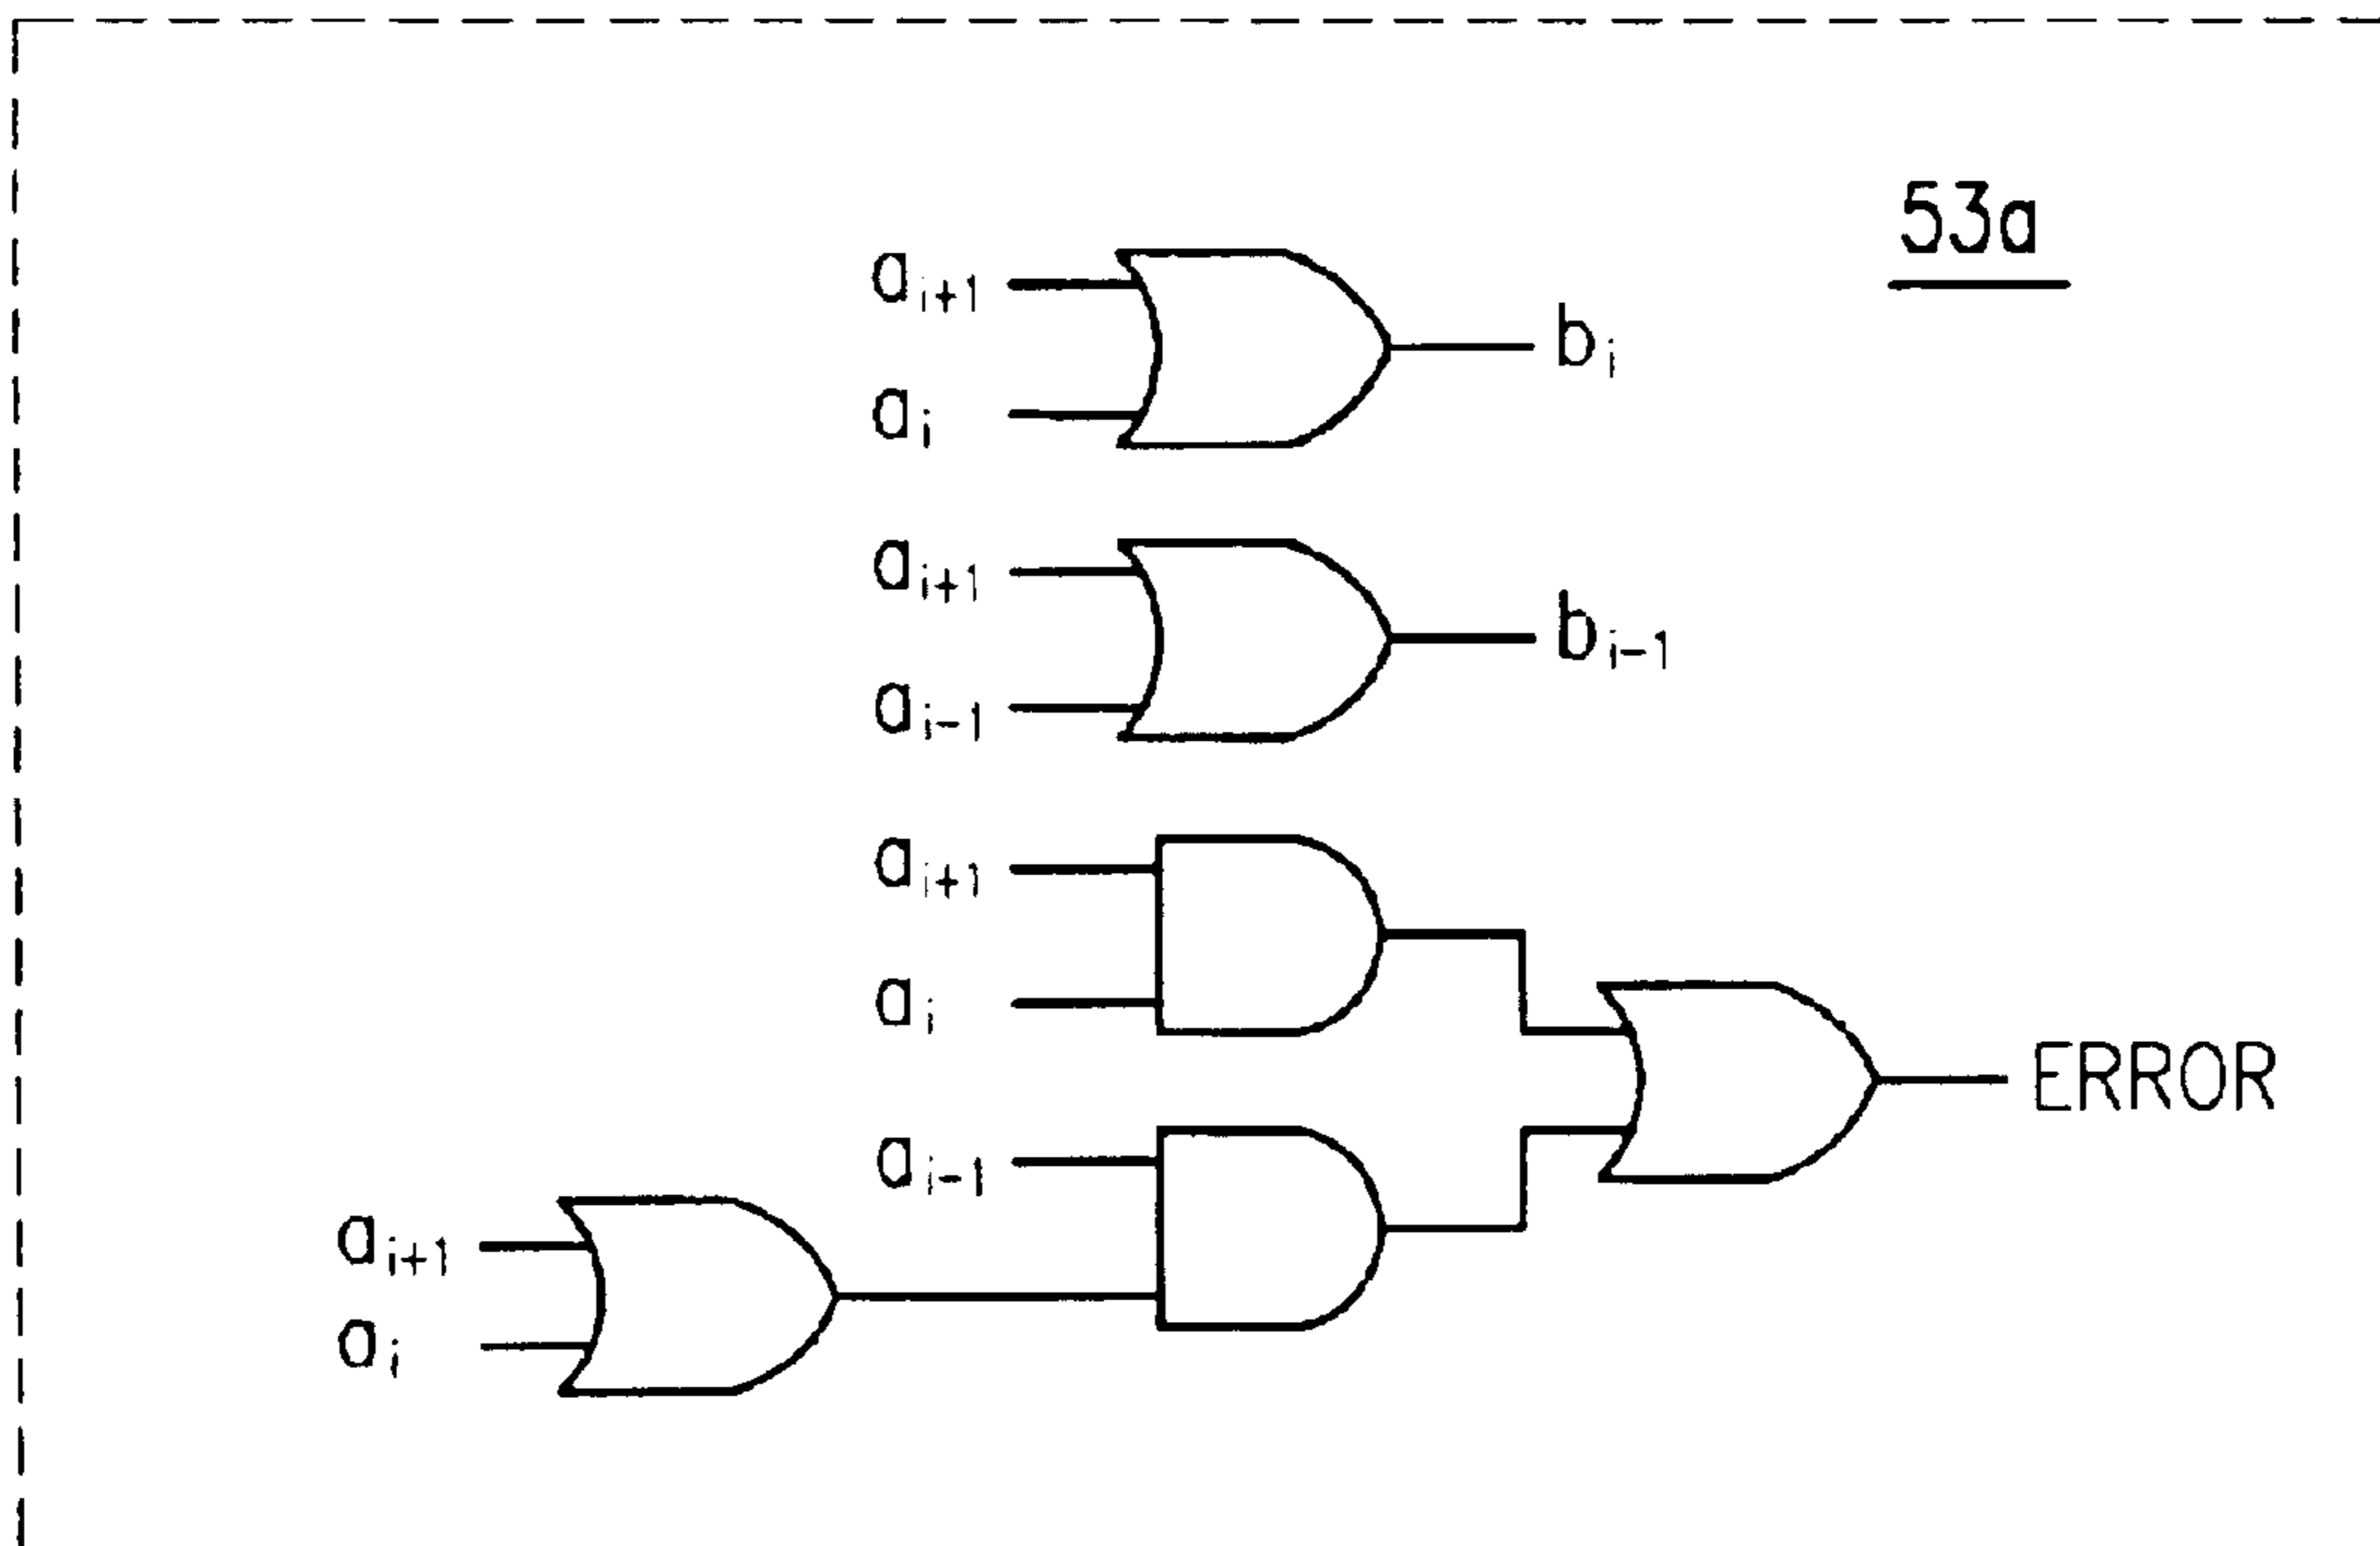 53a
a_{i+1}
b_i
a_i
a_{i+1}
b_{i-1}
a_{i-1}
a_{i+1}
a_i
ERROR
a_{i-1}
a_{i+1}
a_i